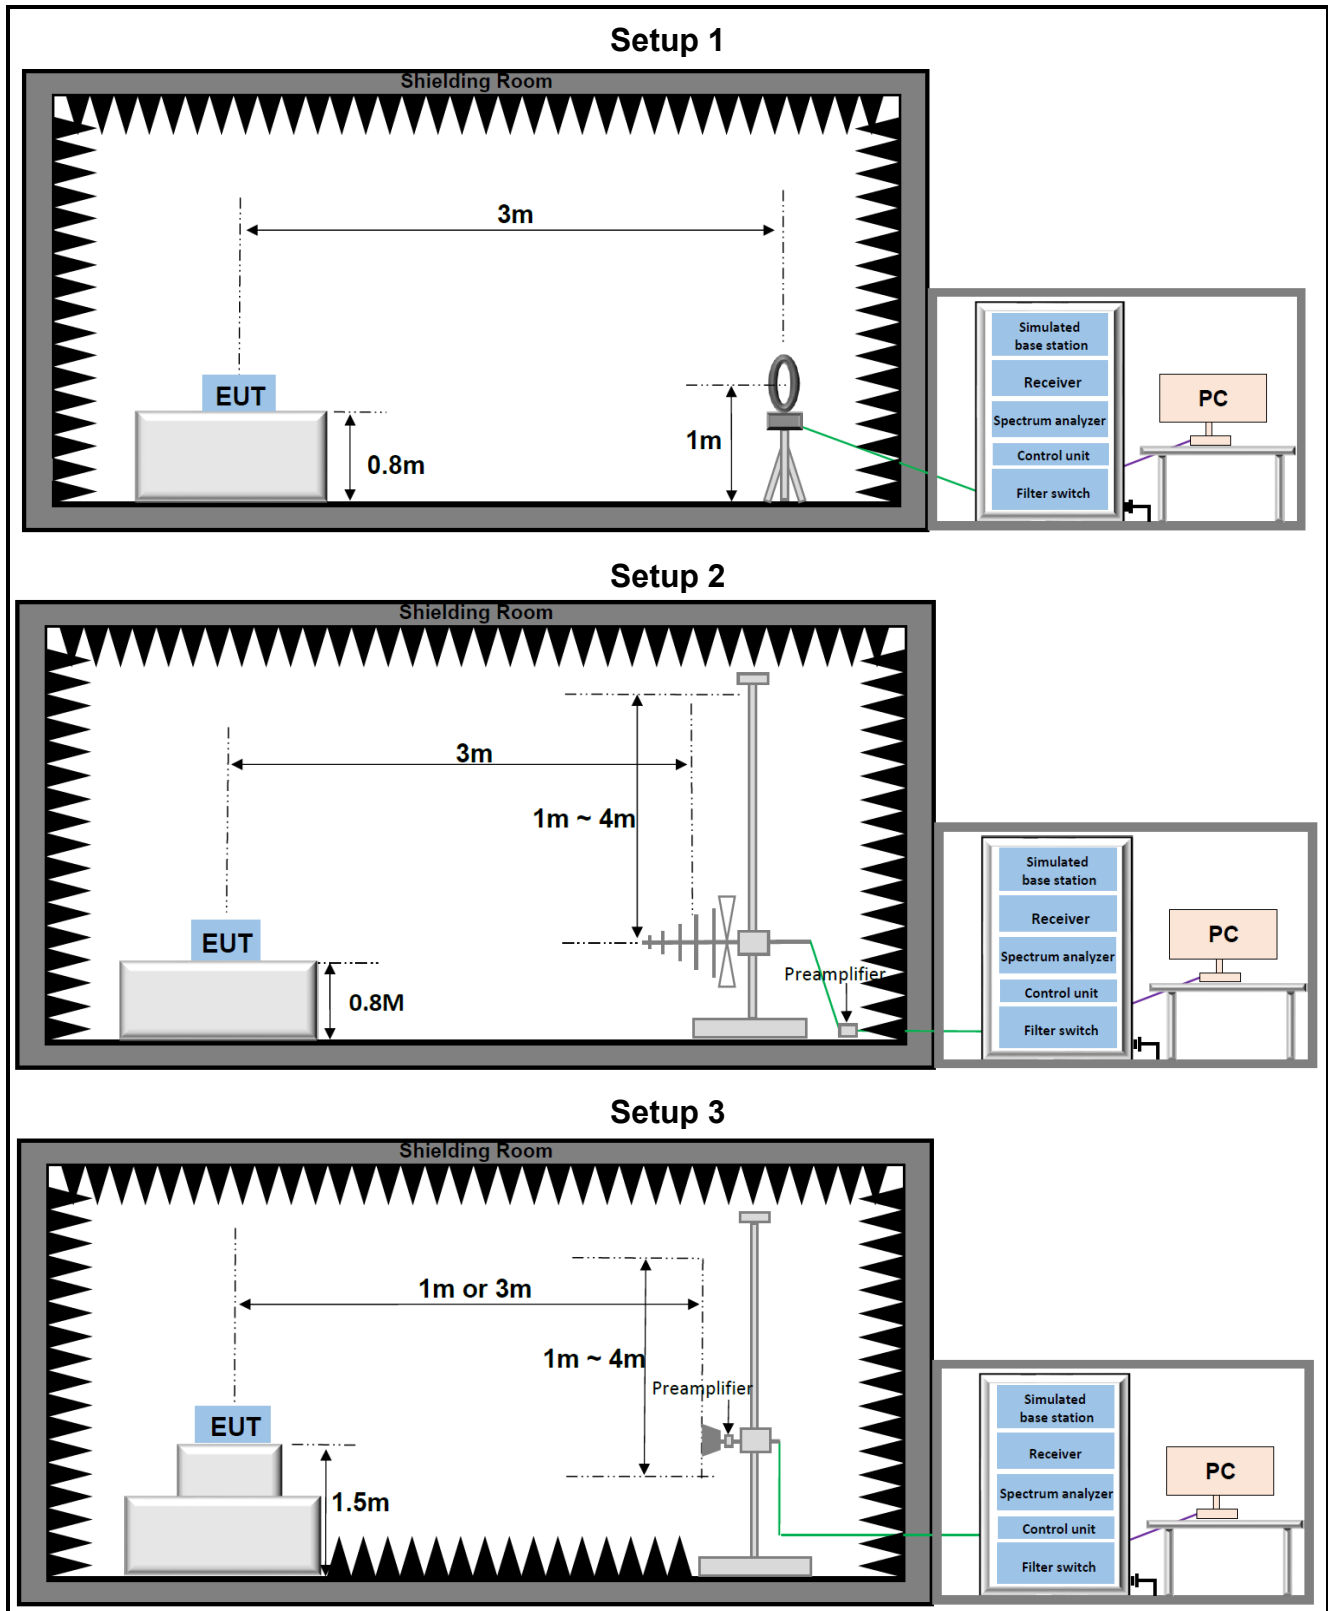 Setup 1
Shielding Room
3m
EUT
0.8m
1m
Simulated
base station
Receiver
Spectrum analyzer
Control unit
Filter switch
PC
Setup 2
Shielding Room
3m
1m ~ 4m
EUT
0.8M
Preamplifier
Simulated
base station
Receiver
Spectrum analyzer
Control unit
Filter switch
PC
Setup 3
Shielding Room
1m or 3m
1m ~ 4m
Preamplifier
EUT
1.5m
Simulated
base station
Receiver
Spectrum analyzer
Control unit
Filter switch
PC